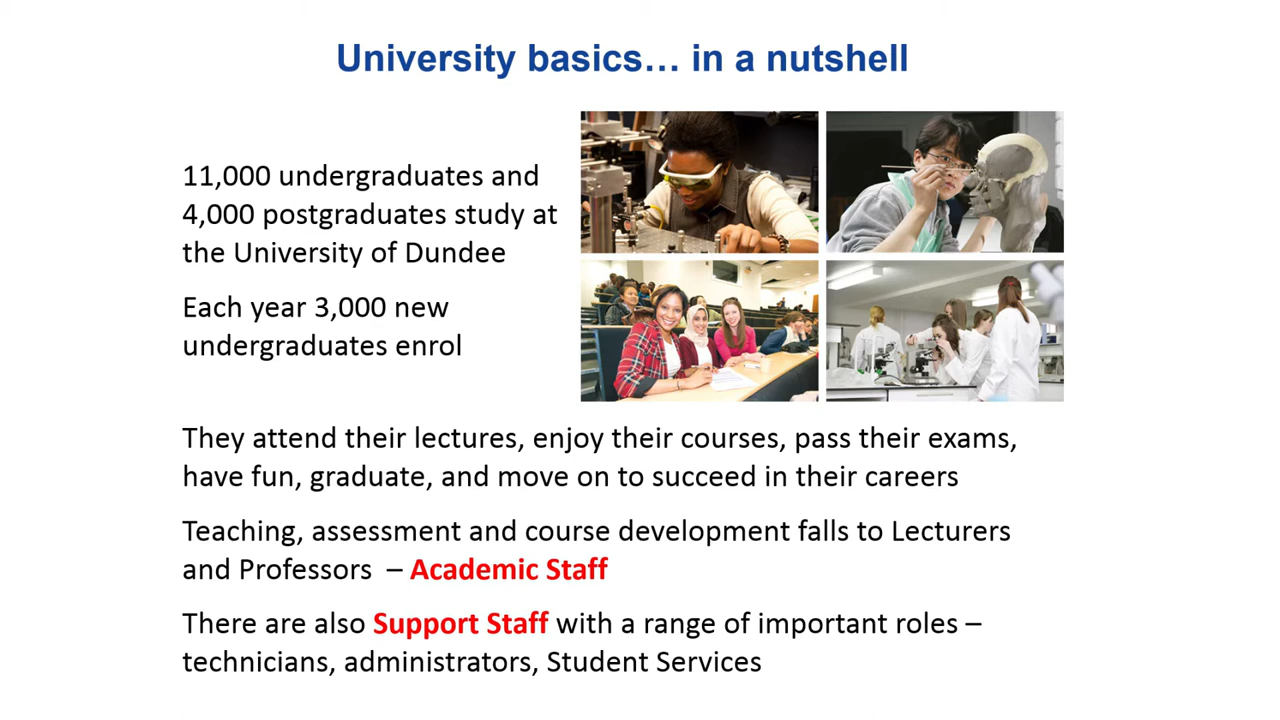 University basics… in a nutshell
11,000 undergraduates and
4,000 postgraduates study at
the University of Dundee
Each year 3,000 new
undergraduates enrol
They attend their lectures, enjoy their courses, pass their exams,
have fun, graduate, and move on to succeed in their careers
Teaching, assessment and course development falls to Lecturers
and Professors – Academic Staff
There are also Support Staff with a range of important roles –
technicians, administrators, Student Services